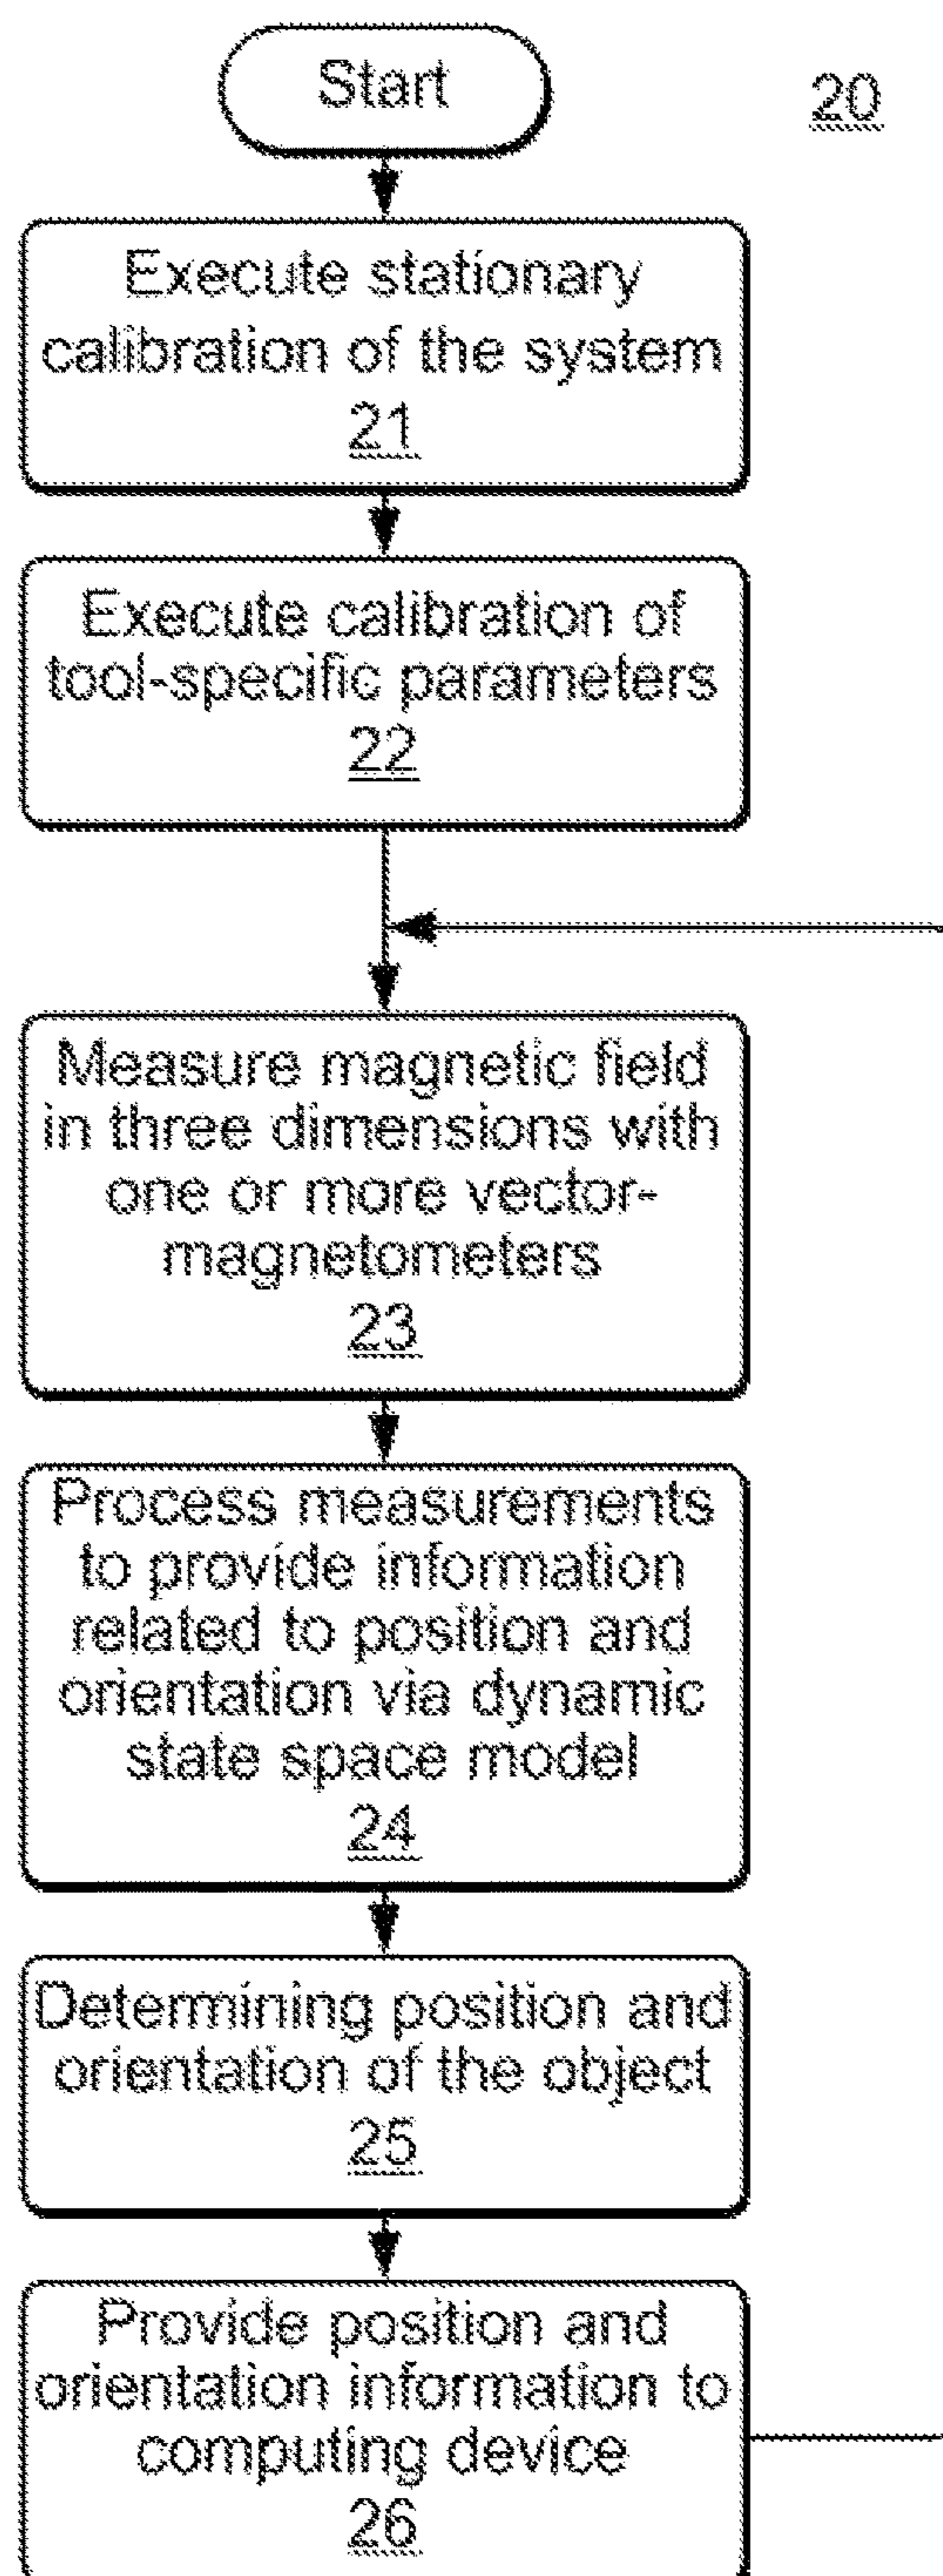 Start
20
Execute stationary
calibration of the system
21
Execute calibration of
tool-specific parameters
22
Measure magnetic field
in three dimensions with
one or more vector-
magnetometers
23
Process measurements
to provide information
related to position and
orientation via dynamic
state space model
24
Determining position and
orientation of the object
25
Provide position and
orientation information to
computing device
26